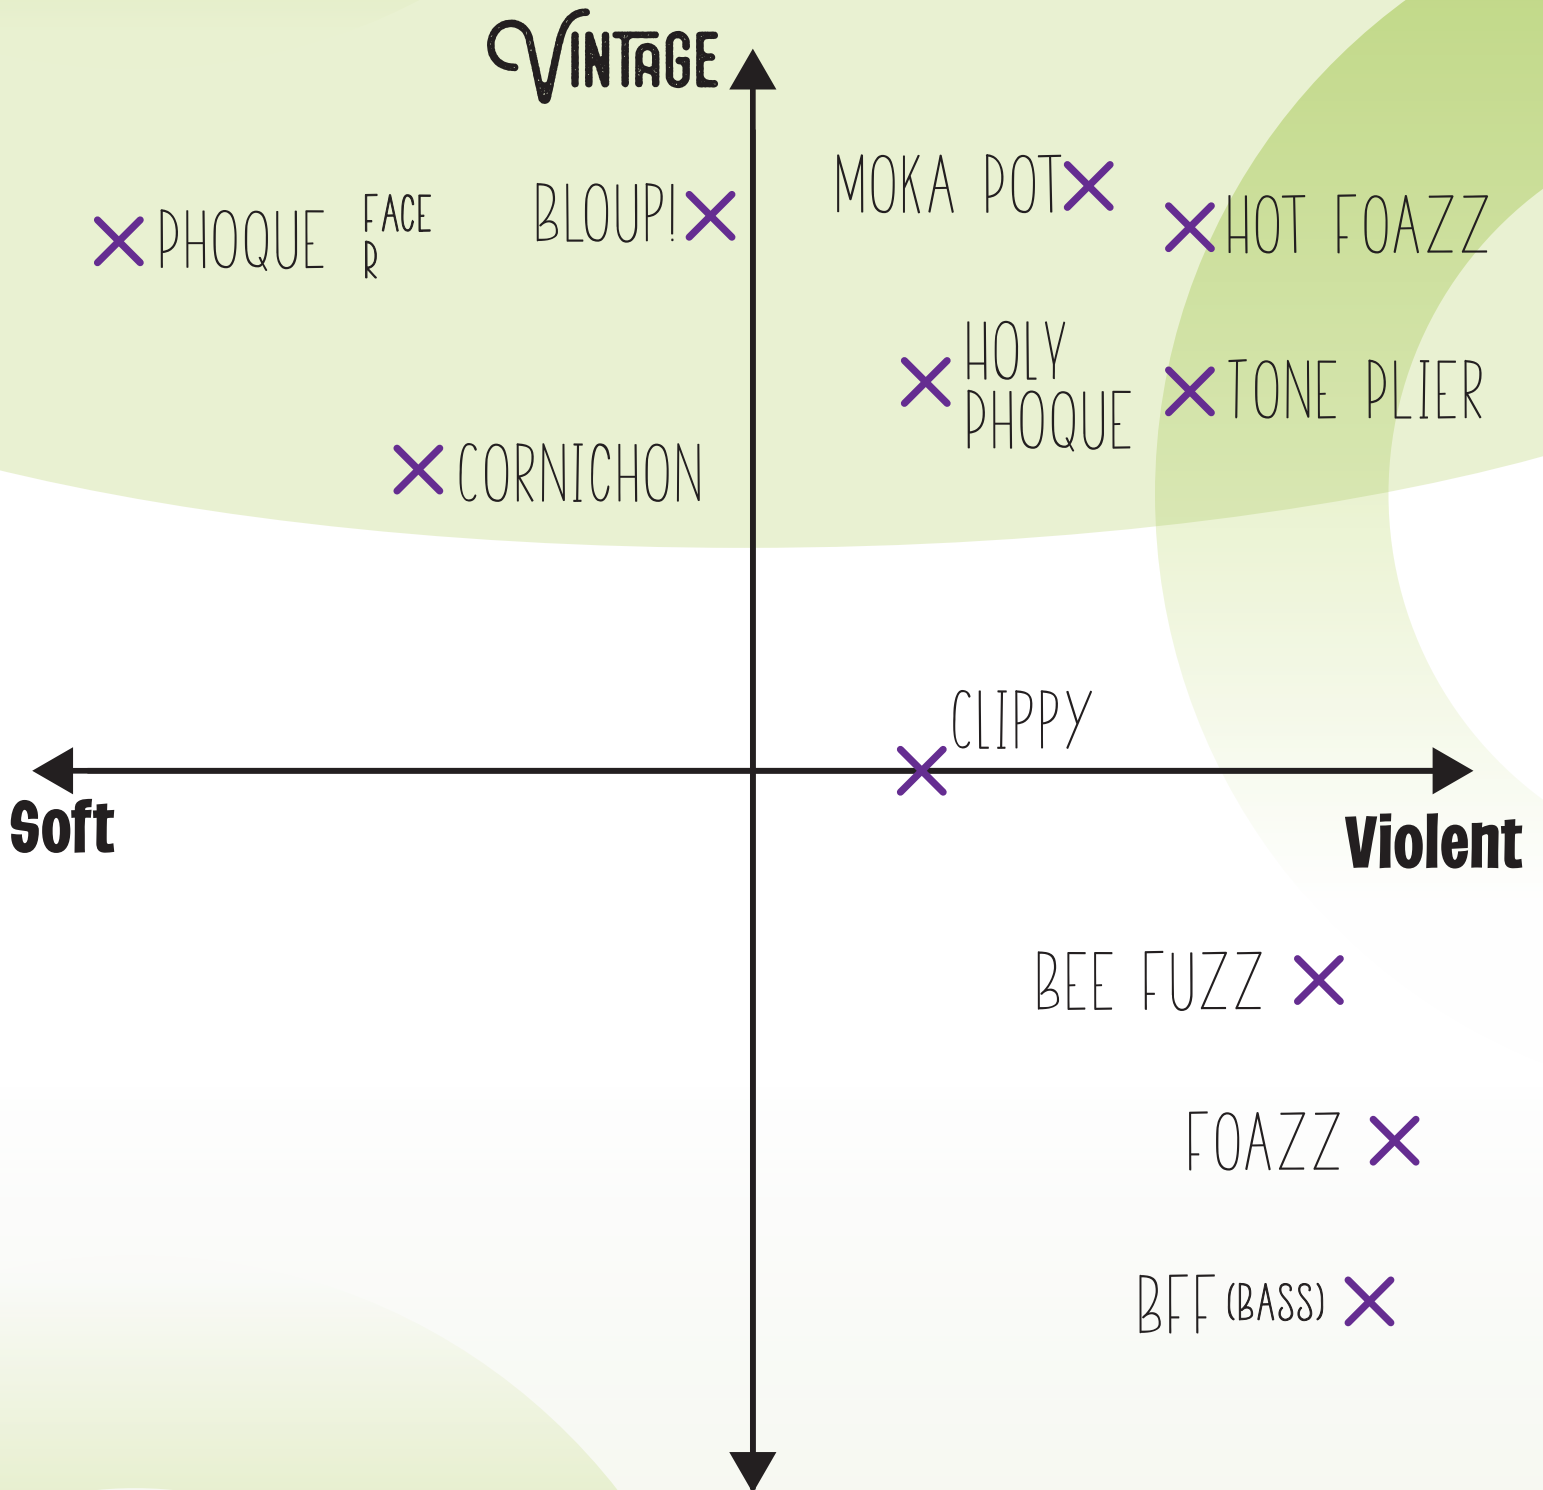 VINTAGE
MOKA POT
BLOUP!
PHOQUE FACE
R
HOT FOAZZ
HOLY
PHOQUE
TONE PLIER
CORNICHON
CLIPPY
Soft
Violent
BEE FUZZ
FOAZZ
BFF (BASS)